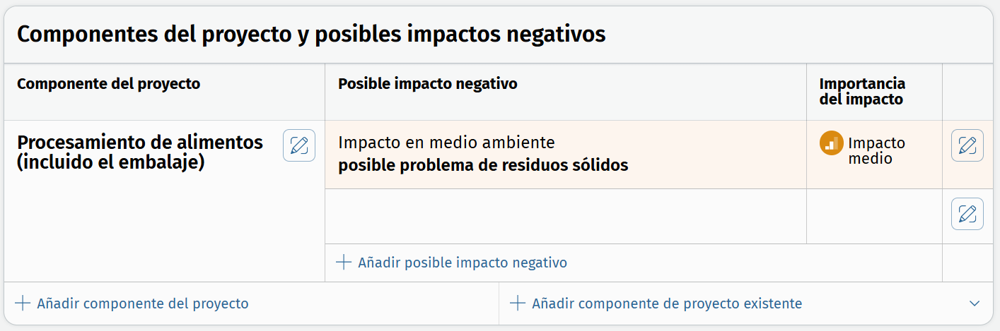 Componentes del proyecto y posibles impactos negativos
Componente del proyecto
Posible impacto negativo
Importancia
del impacto
Procesamiento de alimentos
(incluido el embalaje)
Impacto en medio ambiente
posible problema de residuos sólidos
Impacto
medio
Añadir posible impacto negativo
Añadir componente del proyecto
Añadir componente de proyecto existente